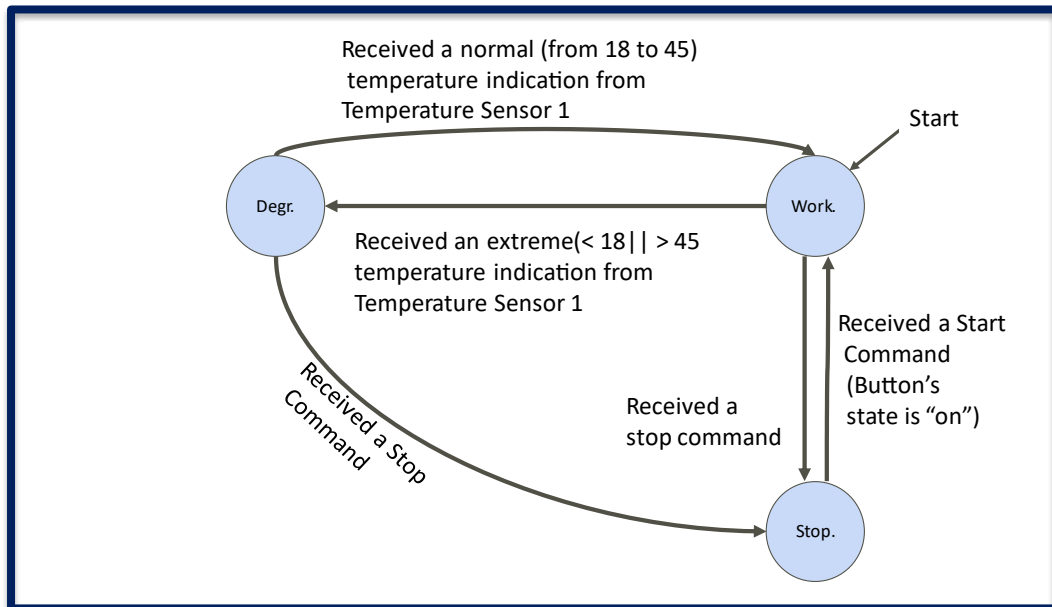 Received a normal (from 18 to 45)
temperature indication from
Temperature Sensor 1
Start
Degr.
Work.
Received an extreme(< 18|| > 45
temperature indication from
Temperature Sensor 1
Received a Start
Command
(Button's
state is “on”)
Received a Stop
Command
Received a
stop command
Stop.